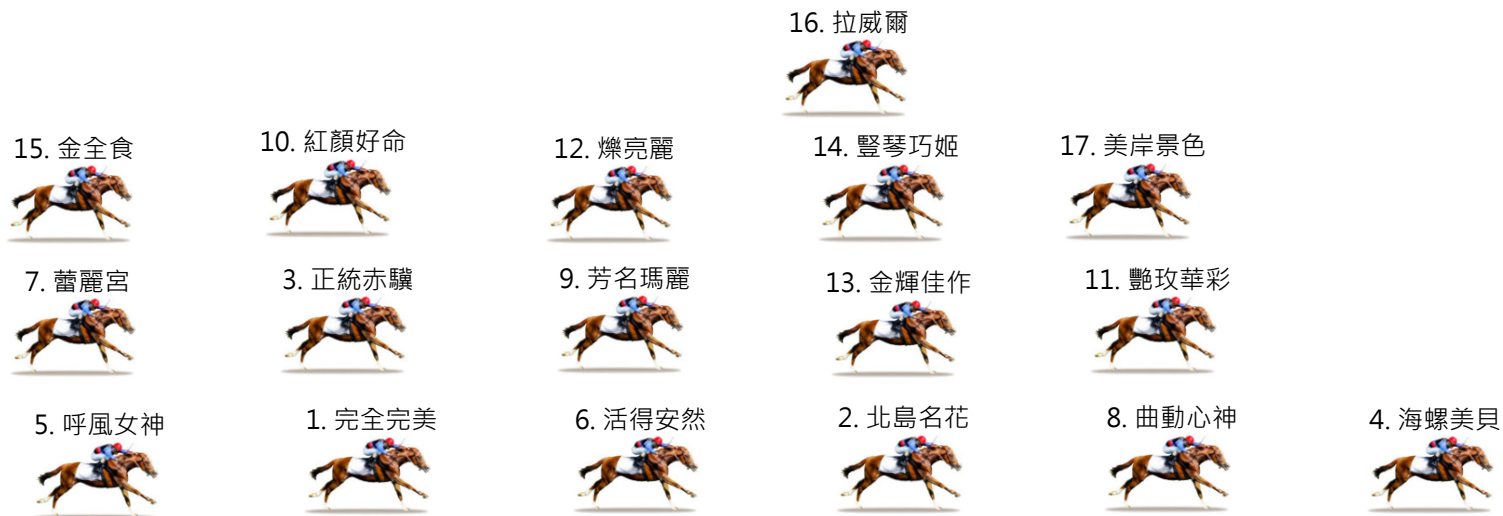 16. 拉威爾
15. 金全食
10. 紅顏好命
12. 爍亮麗
14. 豎琴巧姬
17. 美岸景色
7. 蕾麗宮
3. 正統赤驥
9. 芳名瑪麗
13. 金輝佳作
11. 艷玫華彩
5. 呼風女神
1. 完全完美
6. 活得安然
2. 北島名花
8. 曲動心神
4. 海螺美貝